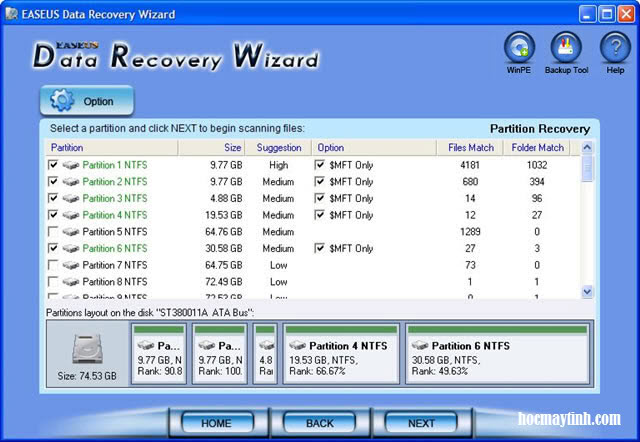 EASEUS Data Recovery Wizard
EASEUS
Data Recovery Wizard
WinPE Backup Tool Help
Option
Select a partition and click NEXT to begin scanning files: Partition Recovery
Partition Size Suggestion Option Files Match Folder Match
Partition 1 NTFS 9.77 GB High $MFT Only 4181 1032
Partition 2 NTFS 9.77 GB Medium $MFT Only 680 394
Partition 3 NTFS 4.88 GB Medium $MFT Only 14 96
Partition 4 NTFS 19.53 GB Medium $MFT Only 12 27
Partition 5 NTFS 64.76 GB Medium 1289 0
Partition 6 NTFS 30.58 GB Medium $MFT Only 27 3
Partition 7 NTFS 64.75 GB Low 73 0
Partition 8 NTFS 72.49 GB Low 1 1
Partition 9 NTFS 72.52 GB Low 1 0
Partitions layout on the disk "ST380011A ATA Bus":
Pa... Pa... Partition 4 NTFS Partition 6 NTFS
9.77 GB, N 9.77 GB, N 4.8 19.53 GB, NTFS, 30.58 GB, NTFS,
Size: 74.53 GB Rank: 90.8 Rank: 100. Rar Rank: 66.67% Rank: 49.63%
HOME BACK NEXT
hocmaytinh.com